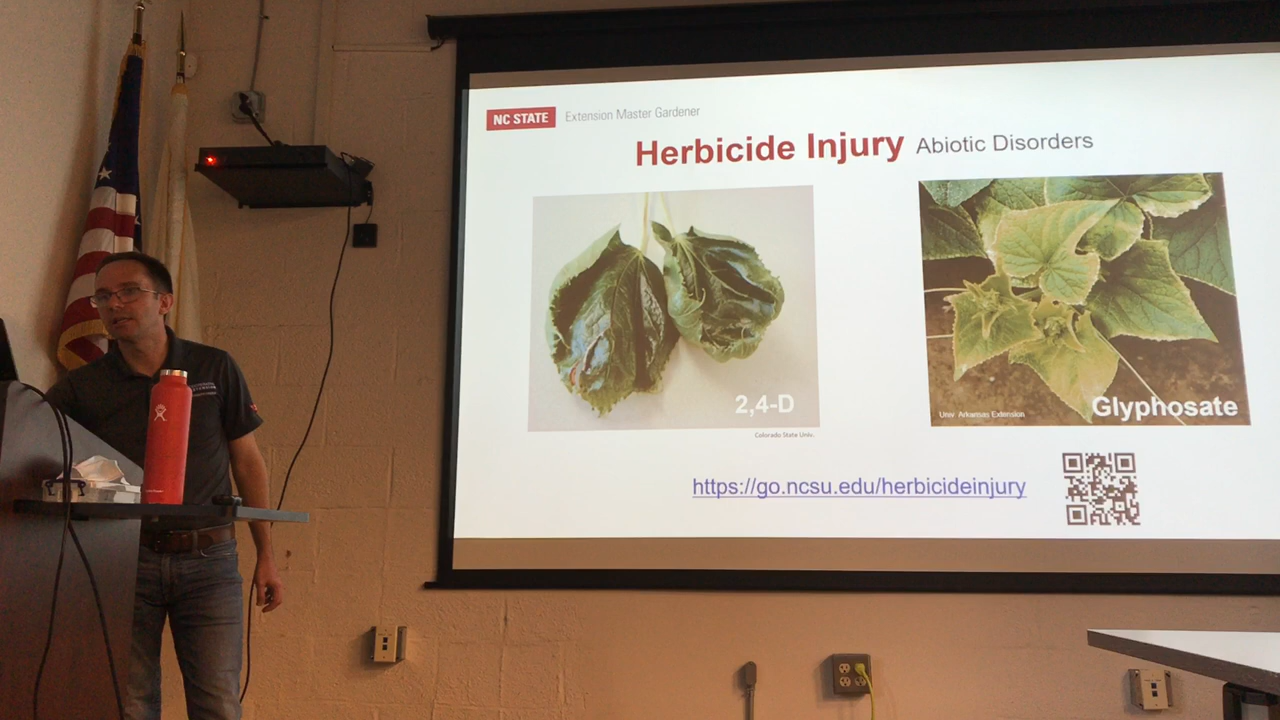 NC STATE
Extension Master Gardener
Herbicide Injury Abiotic Disorders
2,4-D
Colorado State Univ.
Univ Arkansas Extension
Glyphosate
https://go.ncsu.edu/herbicideinjury